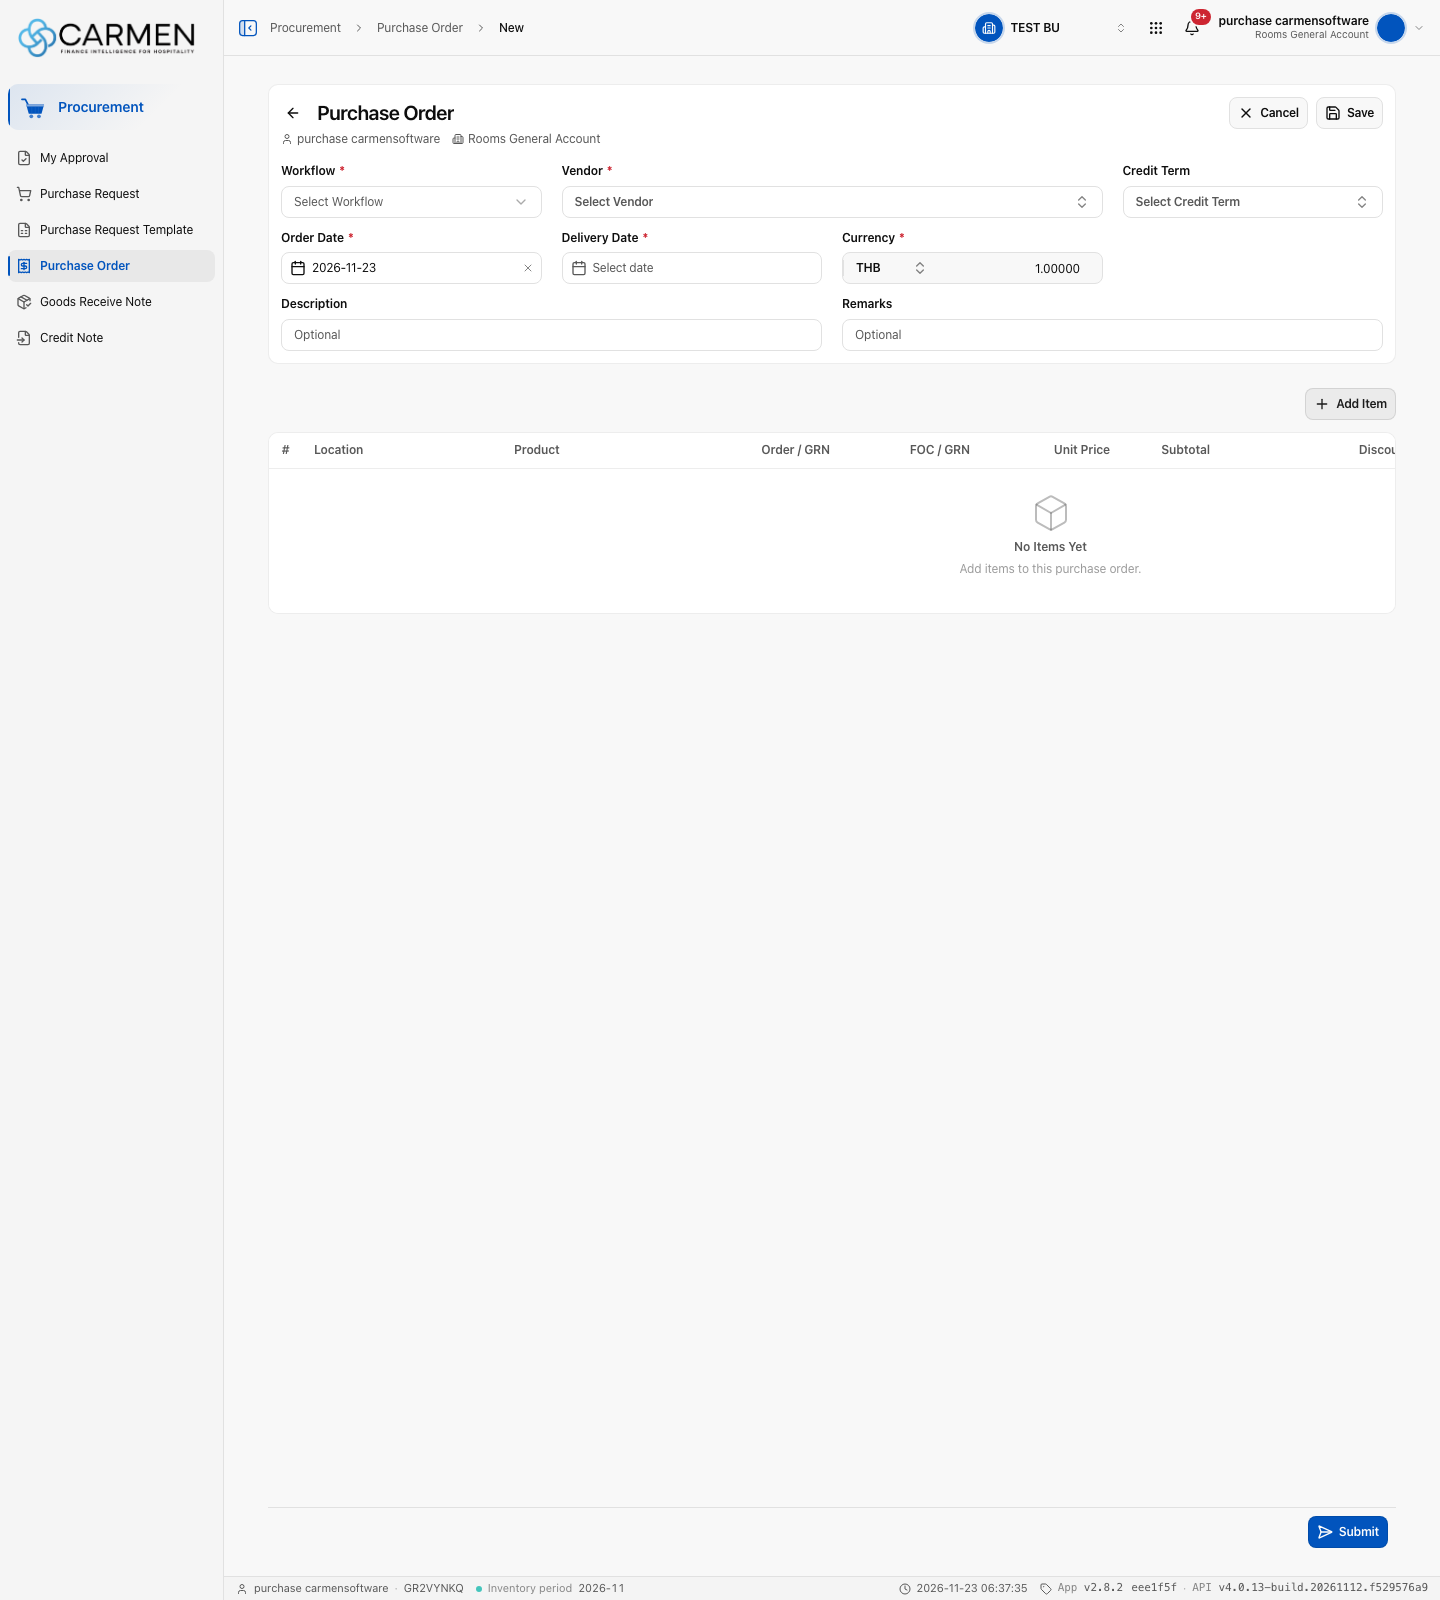 CARMEN
FINANCE INTELLIGENCE FOR HOSPITALITY
Procurement
My Approval
Purchase Request
Purchase Request Template
Purchase Order
Goods Receive Note
Credit Note
Procurement > Purchase Order > New
TEST BU
9+
purchase carmensoftware
Rooms General Account
Purchase Order
Cancel
Save
purchase carmensoftware Rooms General Account
Workflow * Vendor * Credit Term
Select Workflow Select Vendor Select Credit Term
Order Date * Delivery Date * Currency *
2026-11-23 Select date THB 1.00000
Description Remarks
Optional Optional
Add Item
# Location Product Order / GRN FOC / GRN Unit Price Subtotal Discou
No Items Yet
Add items to this purchase order.
Submit
purchase carmensoftware · GR2VYNKQ Inventory period 2026-11 2026-11-23 06:37:35 App v2.8.2 eee1f5f · API v4.0.13-build.20261112.f529576a9